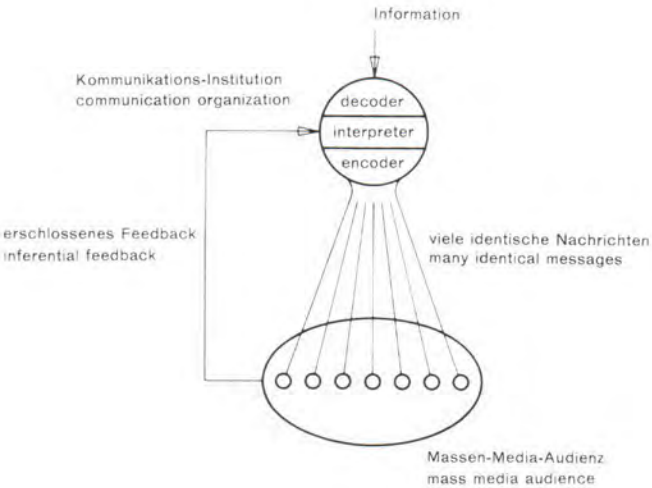 Information
Kommunikations-Institution
communication organization
decoder
interpreter
encoder
erschlossenes Feedback
inferential feedback
viele identische Nachrichten
many identical messages
Massen-Media-Audienz
mass media audience